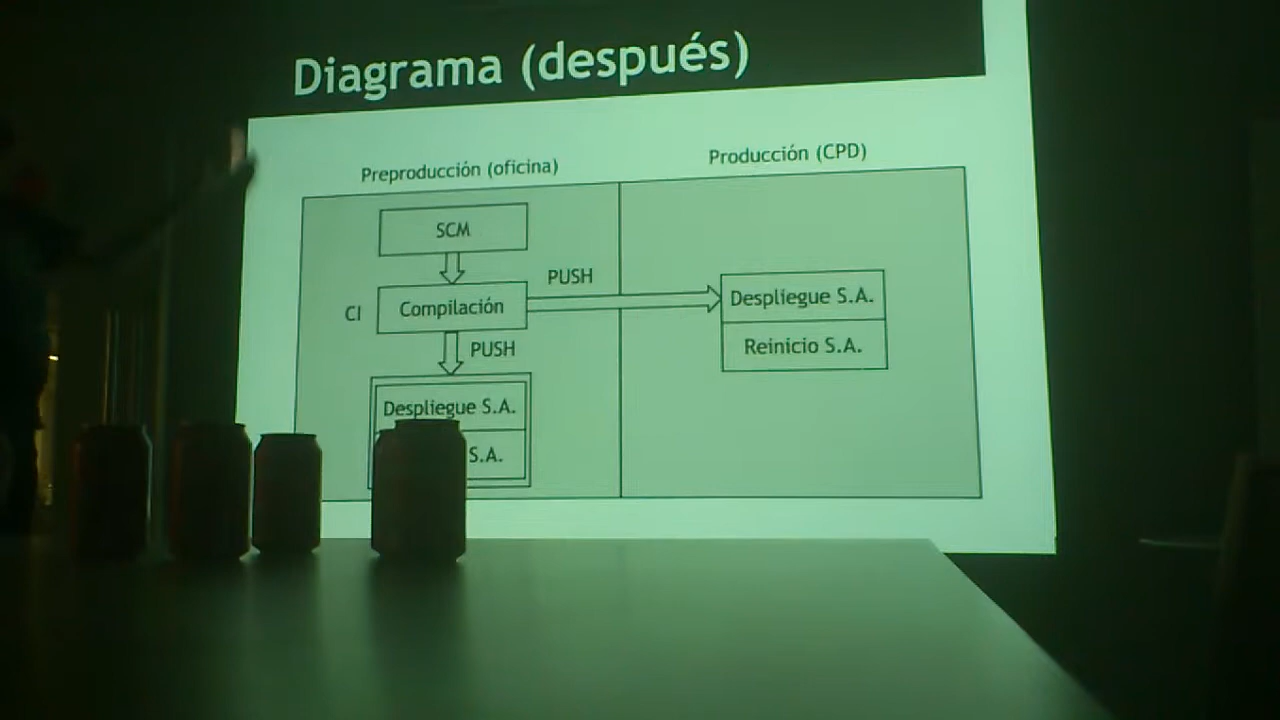 Diagrama (después)
Preproducción (oficina)
Producción (CPD)
SCM
PUSH
CI
Compilación
Despliegue S.A.
Reinicio S.A.
PUSH
Despliegue S.A.
S.A.